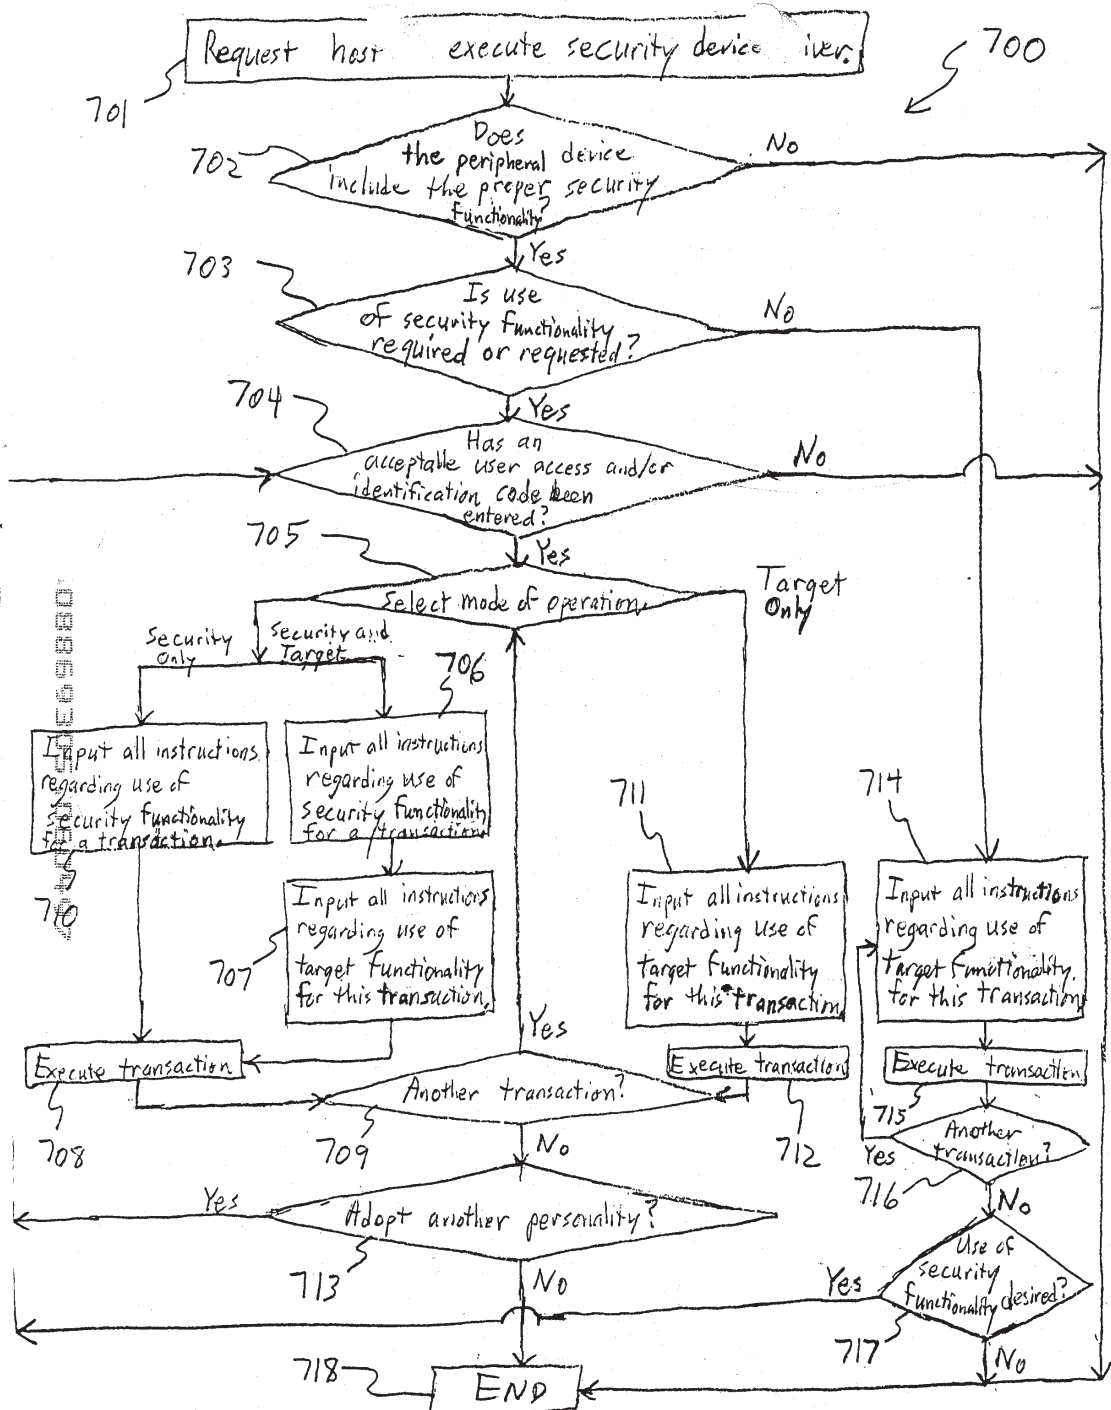 Request host execute security device iver.
700
701
Does
the peripheral device
include the proper security
functionality?
702
No
Yes
703
Is use
of security functionality
required or requested?
No
704
Yes
Has an
acceptable user access and/or
identification code been
entered?
No
705
Yes
Select mode of operation.
Target
Only
Security
Only
Security and
Target
706
Input all instructions
regarding use of
security functionality
for a transaction.
Input all instructions
regarding use of
security functionality
for a transaction.
710
711
714
707
Input all instructions
regarding use of
target functionality
for this transaction.
Input all instructions
regarding use of
target functionality
for this transaction.
Input all instructions
regarding use of
target functionality.
for this transaction.
Yes
Execute transaction
708
Another transaction?
709
Execute transaction
712
Execute transaction
715
Another
transaction?
Yes
716
No
No
Yes
Adopt another personality?
713
No
Use of
security
functionality desired?
Yes
717
No
718
END